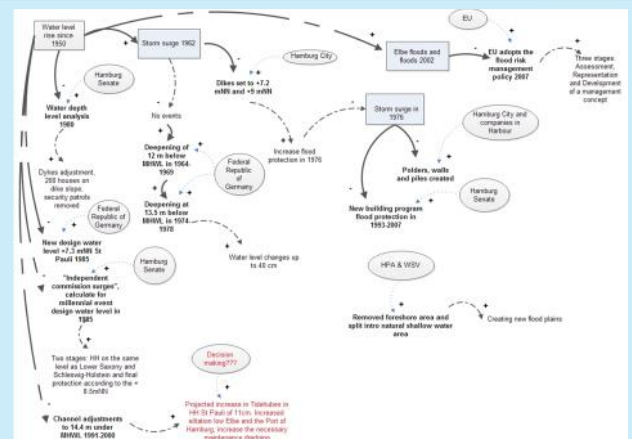 Water level
rise since
1950
Storm surge 1962
Elbe floods and
floods 2002
EU
EU adopts the
flood risk
management
policy 2007
Three stages:
Assessment,
Representation
and Development
of a management
concept
Hamburg
Senate
Water depth
level analysis
1980
Dykes adjustment,
260 houses on
dike slope,
security patrols
removed
Dikes set to +7.2
mNN and +9 mNN
Hamburg City
No events
Deepening of
12 m below
MHWL in 1964-
1969
Federal
Republic
of
Germany
Deepening at
13.5 m below
MHWL in 1974-
1978
Water level changes up
to 40 cm
Increase flood
protection in 1976
Storm surge in
1976
Hamburg City and
companies in
Harbour
Polders, walls
and piles created
Hamburg
Senate
New building program
flood protection in
1993-2007
Federal
Republic of
Germany
New design water
level +7.3 mNN St
Pauli 1985
Hamburg
Senate
"Independent
commission surges",
calculate for
millennial event
design water level in
1985
Two stages: HH on the same
level as Lower Saxony and
Schleswig-Holstein and
final protection according to the +
8.5mNN
Channel adjustments
to 14.4 m under
MHWL 1991-2000
Decision
making???
Projected increase in Tidertubes in
HH St Pauli of 11cm. Increased
siltation low Elbe and the Port of
Hamburg, increase the necessary
maintenance dredging
HPA & WSV
Removed foreshore area and
split intro natural shallow water
area
Creating new flood plains